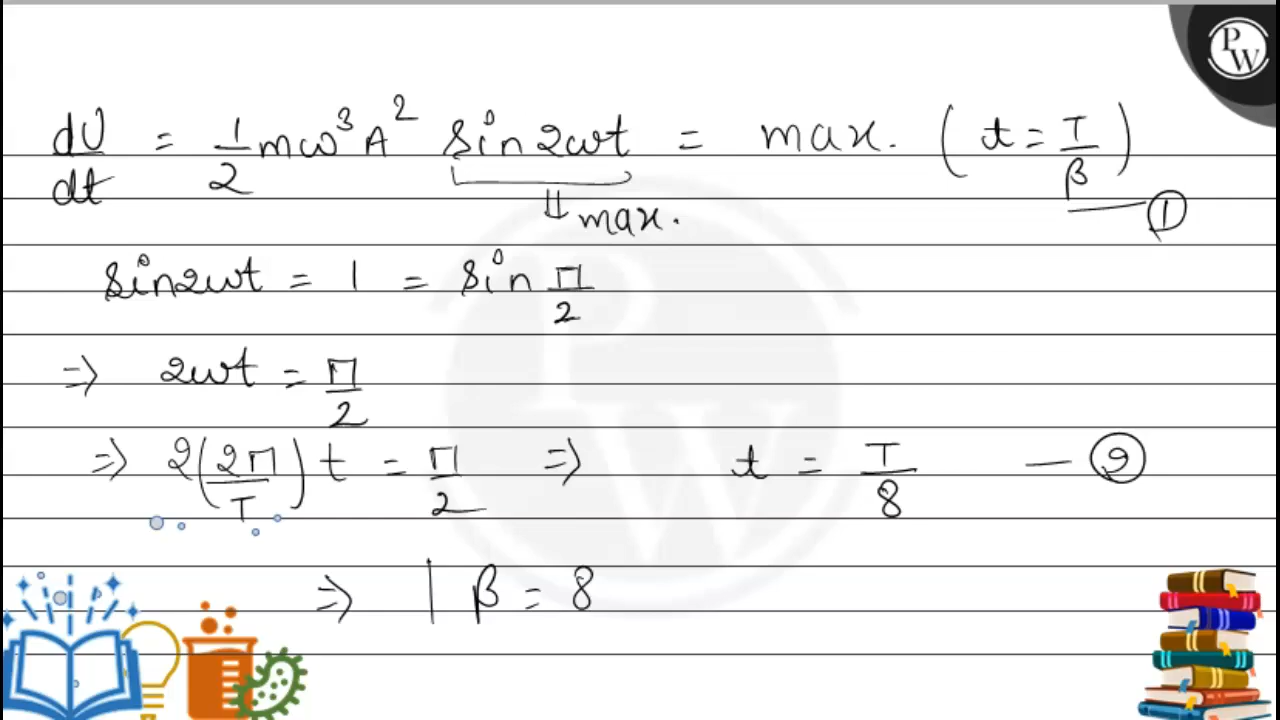 PW
dU/dt = 1/2 mω³A² sin2ωt = max. (t = T/β)
⇓ max. — ①
sin2ωt = 1 = sin π/2
⇒ 2ωt = π/2
⇒ 2(2π/T) t = π/2 ⇒ t = T/8 — ②
⇒ | β = 8